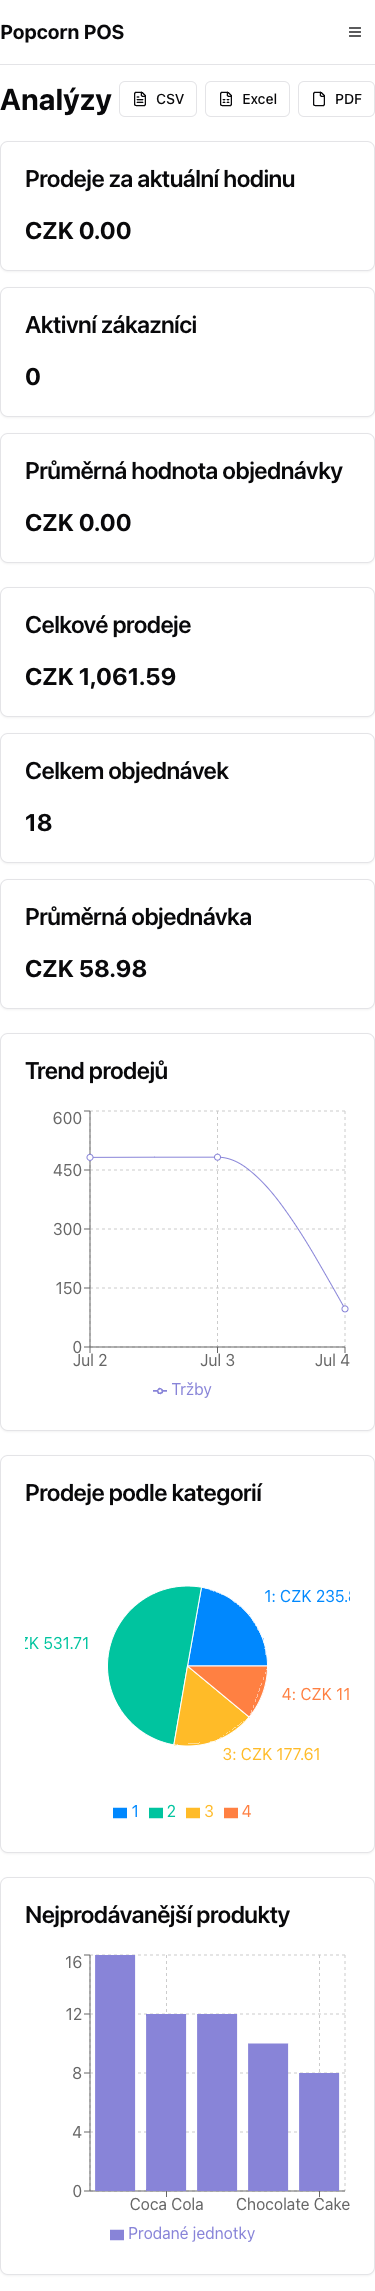 Popcorn POS
Analýzy
CSV
Excel
PDF
Prodeje za aktuální hodinu
CZK 0.00
Aktivní zákazníci
0
Průměrná hodnota objednávky
CZK 0.00
Celkové prodeje
CZK 1,061.59
Celkem objednávek
18
Průměrná objednávka
CZK 58.98
Trend prodejů
600
450
300
150
0
Jul 2 Jul 3 Jul 4
Tržby
Prodeje podle kategorií
1: CZK 235.
ZK 531.71
4: CZK 11
3: CZK 177.61
1 2 3 4
Nejprodávanější produkty
16
12
8
4
0
Coca Cola Chocolate Cake
Prodané jednotky